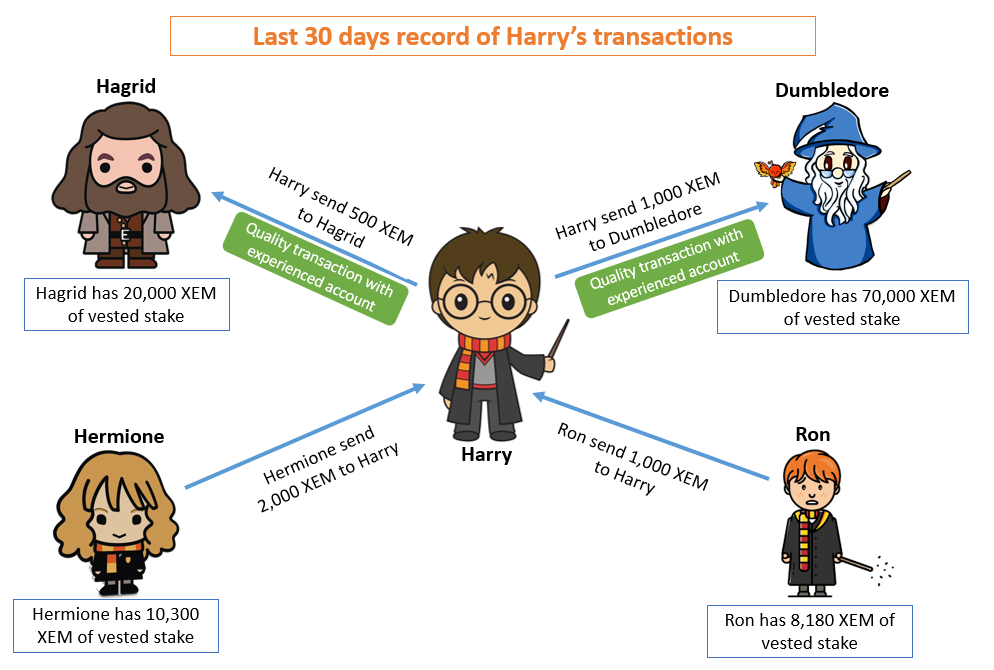 Last 30 days record of Harry's transactions
Hagrid
Dumbledore
Harry send 500 XEM
to Hagrid
Quality transaction with
experienced account
Harry send 1,000 XEM
to Dumbledore
Quality transaction with
experienced account
E
Hagrid has 20,000 XEM
of vested stake
Dumbledore has 70,000 XEM
of vested stake
Hermione
Hermione send
2,000 XEM to Harry
Harry
Ron send 1,000 XEM
to Harry
Ron
Hermione has 10,300
XEM of vested stake
Ron has 8,180 XEM of
vested stake